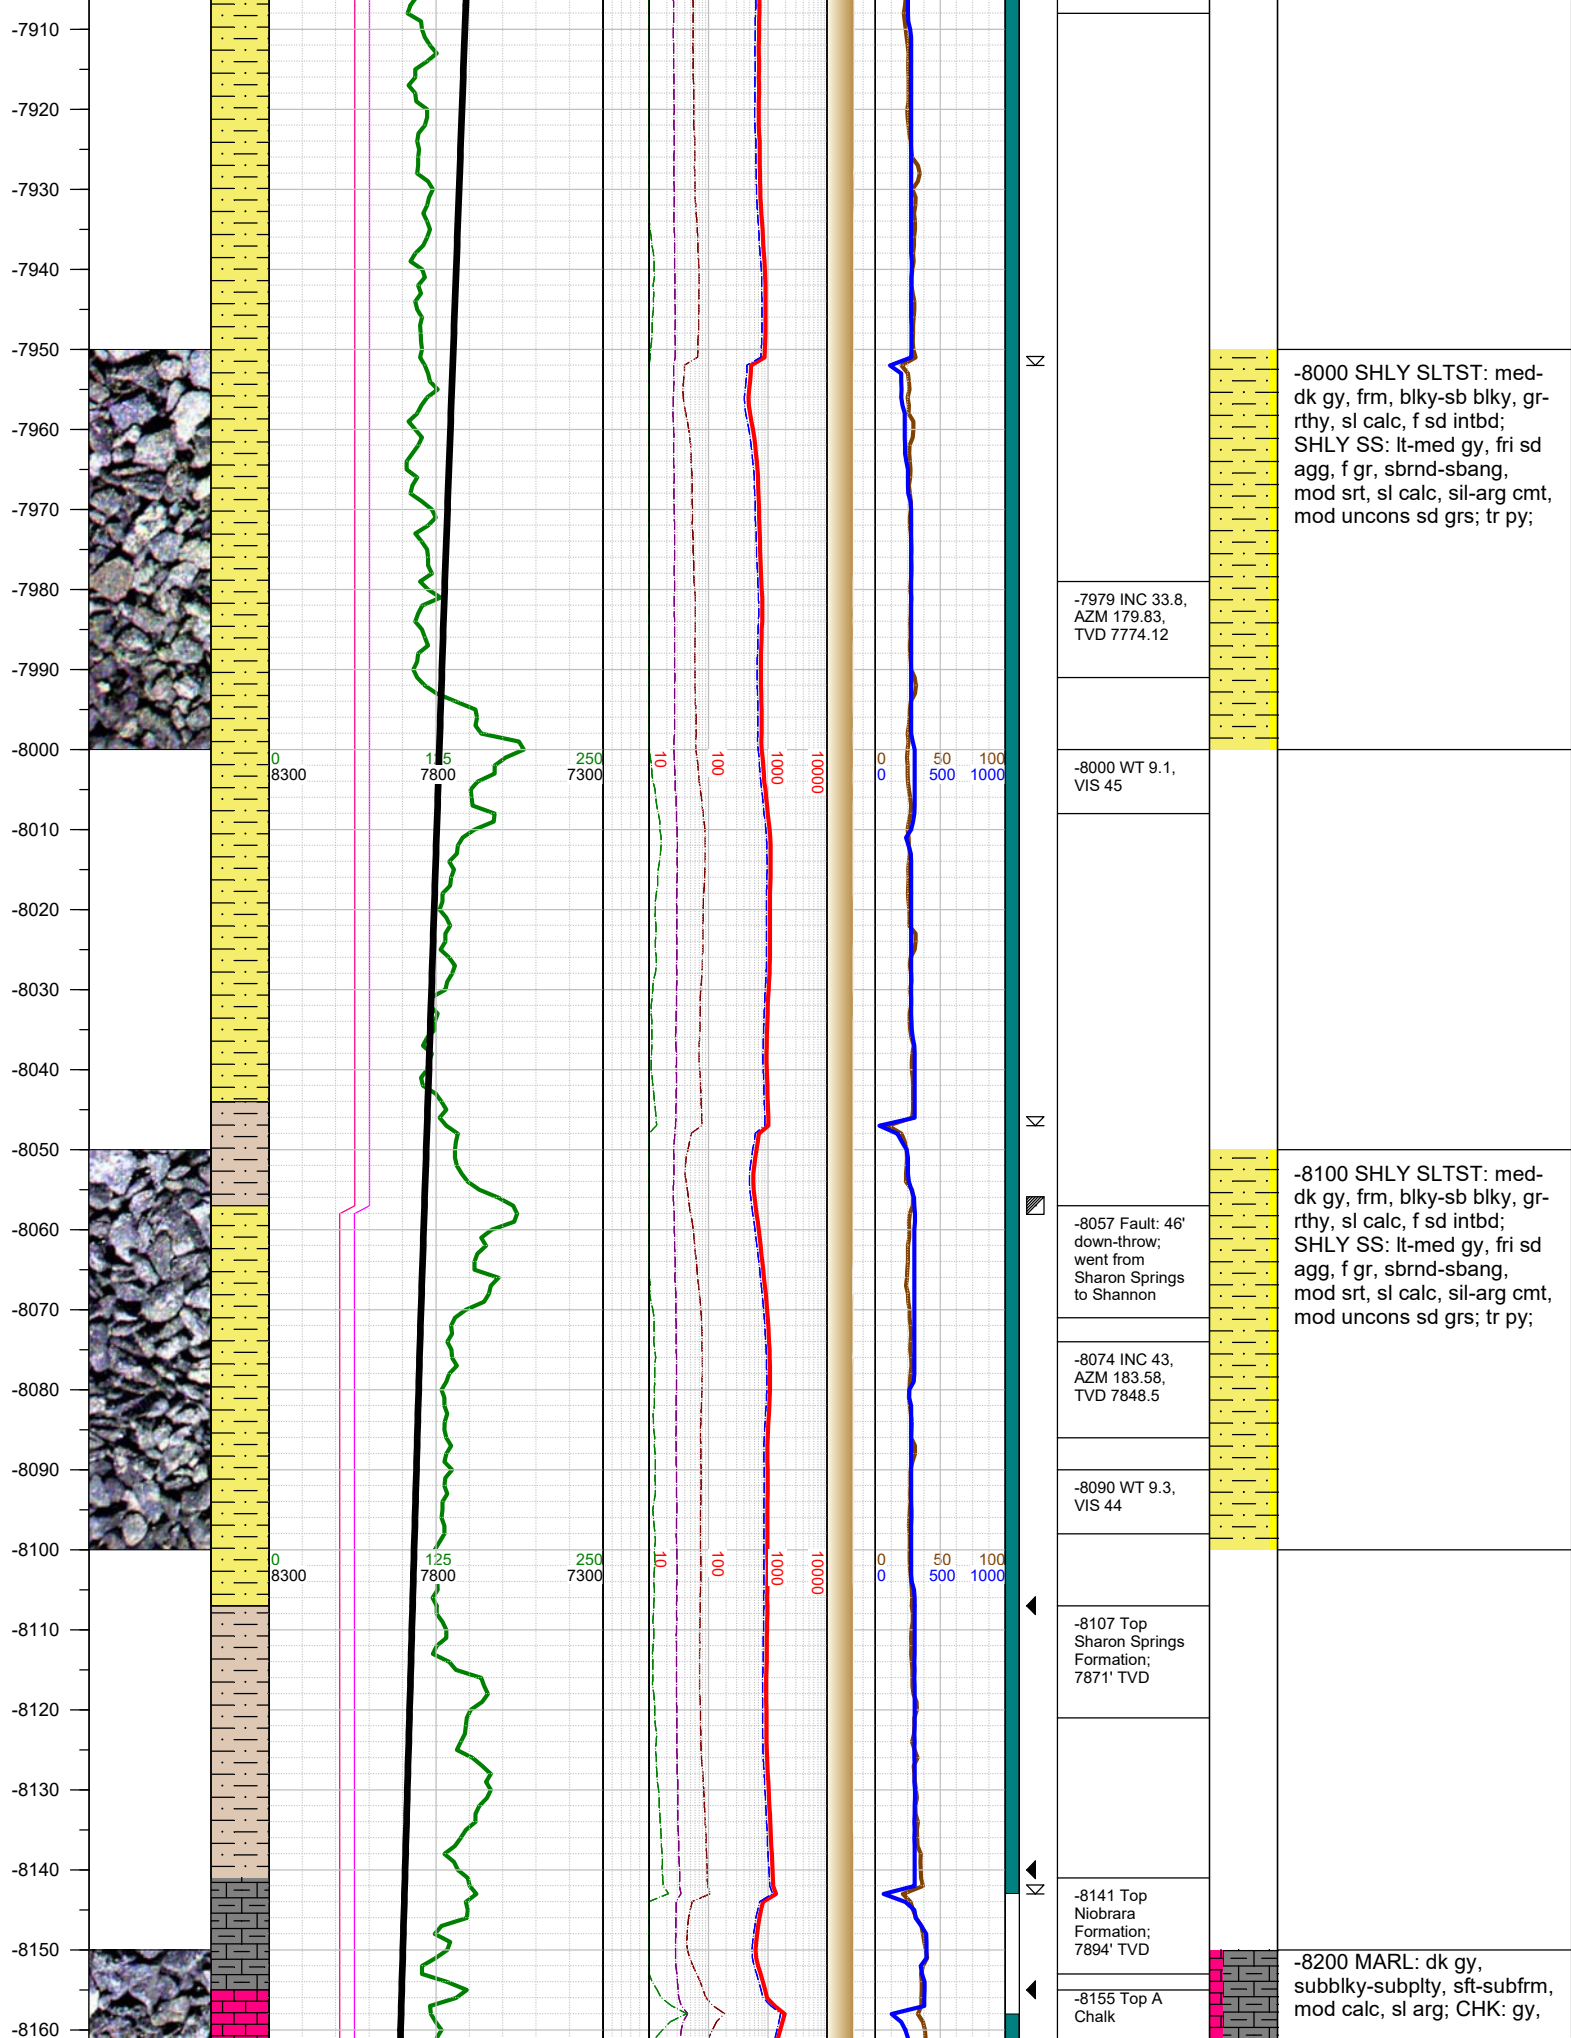 -7910
-7920
-7930
-7940
-7950
-8000 SHLY SLTST: med-
dk gy, frm, blky-sb blky, gr-
rthy, sl calc, f sd intbd;
SHLY SS: lt-med gy, fri sd
agg, f gr, sbrnd-sbang,
mod srt, sl calc, sil-arg cmt,
mod uncons sd grs; tr py;
-7960
-7970
-7980
-7979 INC 33.8,
AZM 179.83,
TVD 7774.12
-7990
-8000
0 125 250 10 100 1000 10000 0 50 100
8300 7800 7300 0 500 1000
-8000 WT 9.1,
VIS 45
-8010
-8020
-8030
-8040
-8050
-8100 SHLY SLTST: med-
dk gy, frm, blky-sb blky, gr-
rthy, sl calc, f sd intbd;
SHLY SS: lt-med gy, fri sd
agg, f gr, sbrnd-sbang,
mod srt, sl calc, sil-arg cmt,
mod uncons sd grs; tr py;
-8060
-8057 Fault: 46'
down-throw;
went from
Sharon Springs
to Shannon
-8070
-8074 INC 43,
AZM 183.58,
TVD 7848.5
-8080
-8090
-8090 WT 9.3,
VIS 44
-8100
0 125 250 10 100 1000 10000 0 50 100
8300 7800 7300 0 500 1000
-8110
-8107 Top
Sharon Springs
Formation;
7871' TVD
-8120
-8130
-8140
-8141 Top
Niobrara
Formation;
7894' TVD
-8150
-8200 MARL: dk gy,
subblky-subplty, sft-subfrm,
mod calc, sl arg; CHK: gy,
-8155 Top A
Chalk
-8160